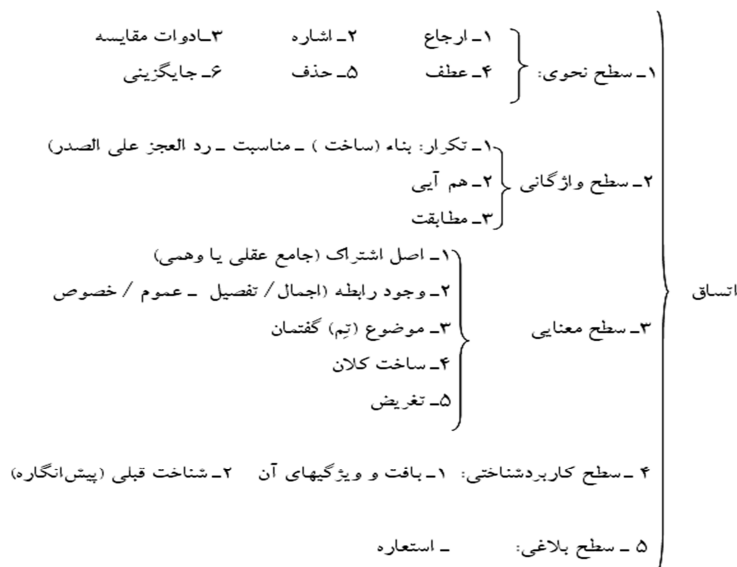 ۱ـ ارجاع ۲ـ اشاره ۳ـادوات مقایسه
۱ـ سطح نحوی:
۴ـ عطف ۵ـ حذف ۶ـ جایگزینی
۱ـ تکرار: بناء (ساخت ) ـ مناسبت ـ رد العجز علی الصدر)
۲ـ سطح واژگانی
۲ـ هم آیی
۳ـ مطابقت
۱ـ اصل اشتراک (جامع عقلی یا وهمی)
۲ـ وجود رابطه (اجمال/ تفصیل ـ عموم / خصوص
اتساق
۳ـ سطح معنایی
۳ـ موضوع (تِم) گفتمان
۴ـ ساخت کلان
۵ـ تغریض
۴ ـ سطح کاربردشناختی: ۱ـ بافت و ویژگیهای آن ۲ـ شناخت قبلی (پیش‌انگاره)
۵ ـ سطح بلاغی: ـ استعاره